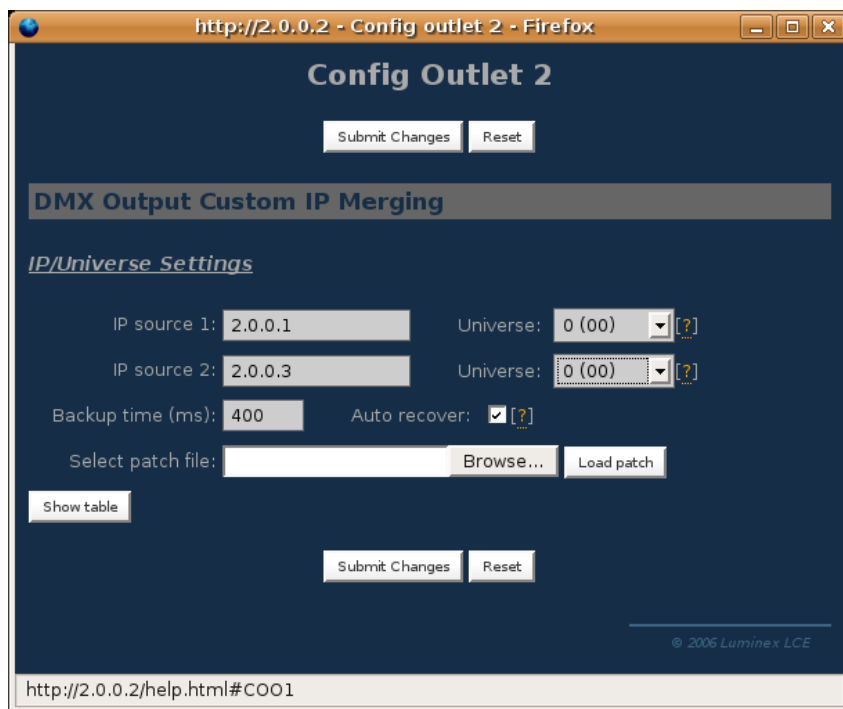 http://2.0.0.2 - Config outlet 2 - Firefox
Config Outlet 2
Submit Changes Reset
DMX Output Custom IP Merging
IP/Universe Settings
IP source 1: 2.0.0.1 Universe: 0 (00) [?]
IP source 2: 2.0.0.3 Universe: 0 (00) [?]
Backup time (ms): 400 Auto recover: [?]
Select patch file: Browse... Load patch
Show table
Submit Changes Reset
© 2006 Luminex LCE
http://2.0.0.2/help.html#COO1